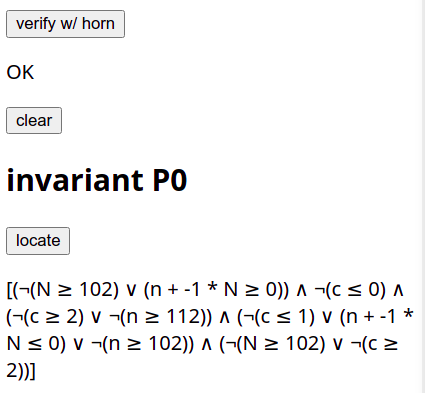 verify w/ horn
OK
clear
invariant P0
locate
[(¬(N ≥ 102) ∨ (n + -1 * N ≥ 0)) ∧ ¬(c ≤ 0) ∧
(¬(c ≥ 2) ∨ ¬(n ≥ 112)) ∧ (¬(c ≤ 1) ∨ (n + -1 *
N ≤ 0) ∨ ¬(n ≥ 102)) ∧ (¬(N ≥ 102) ∨ ¬(c ≥
2))]